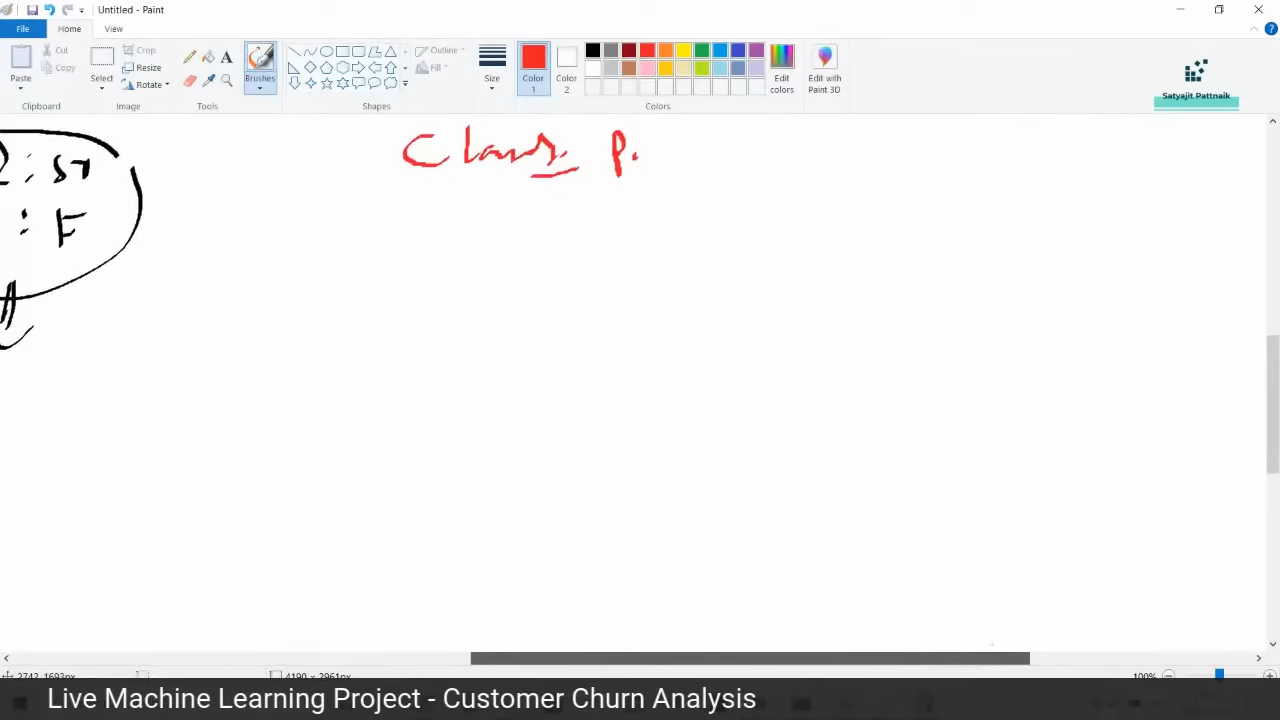 Untitled - Paint
File
Home
View
Paste
Cut
Copy
Clipboard
Select
Crop
Resize
Rotate
Image
Tools
Brushes
Shapes
Outline
Fill
Size
Color 1
Color 2
Edit colors
Colors
Edit with Paint 3D
Satyajit Pattnaik
Class. P.
: ST
: F
4190 × 2961px
100%
Live Machine Learning Project - Customer Churn Analysis